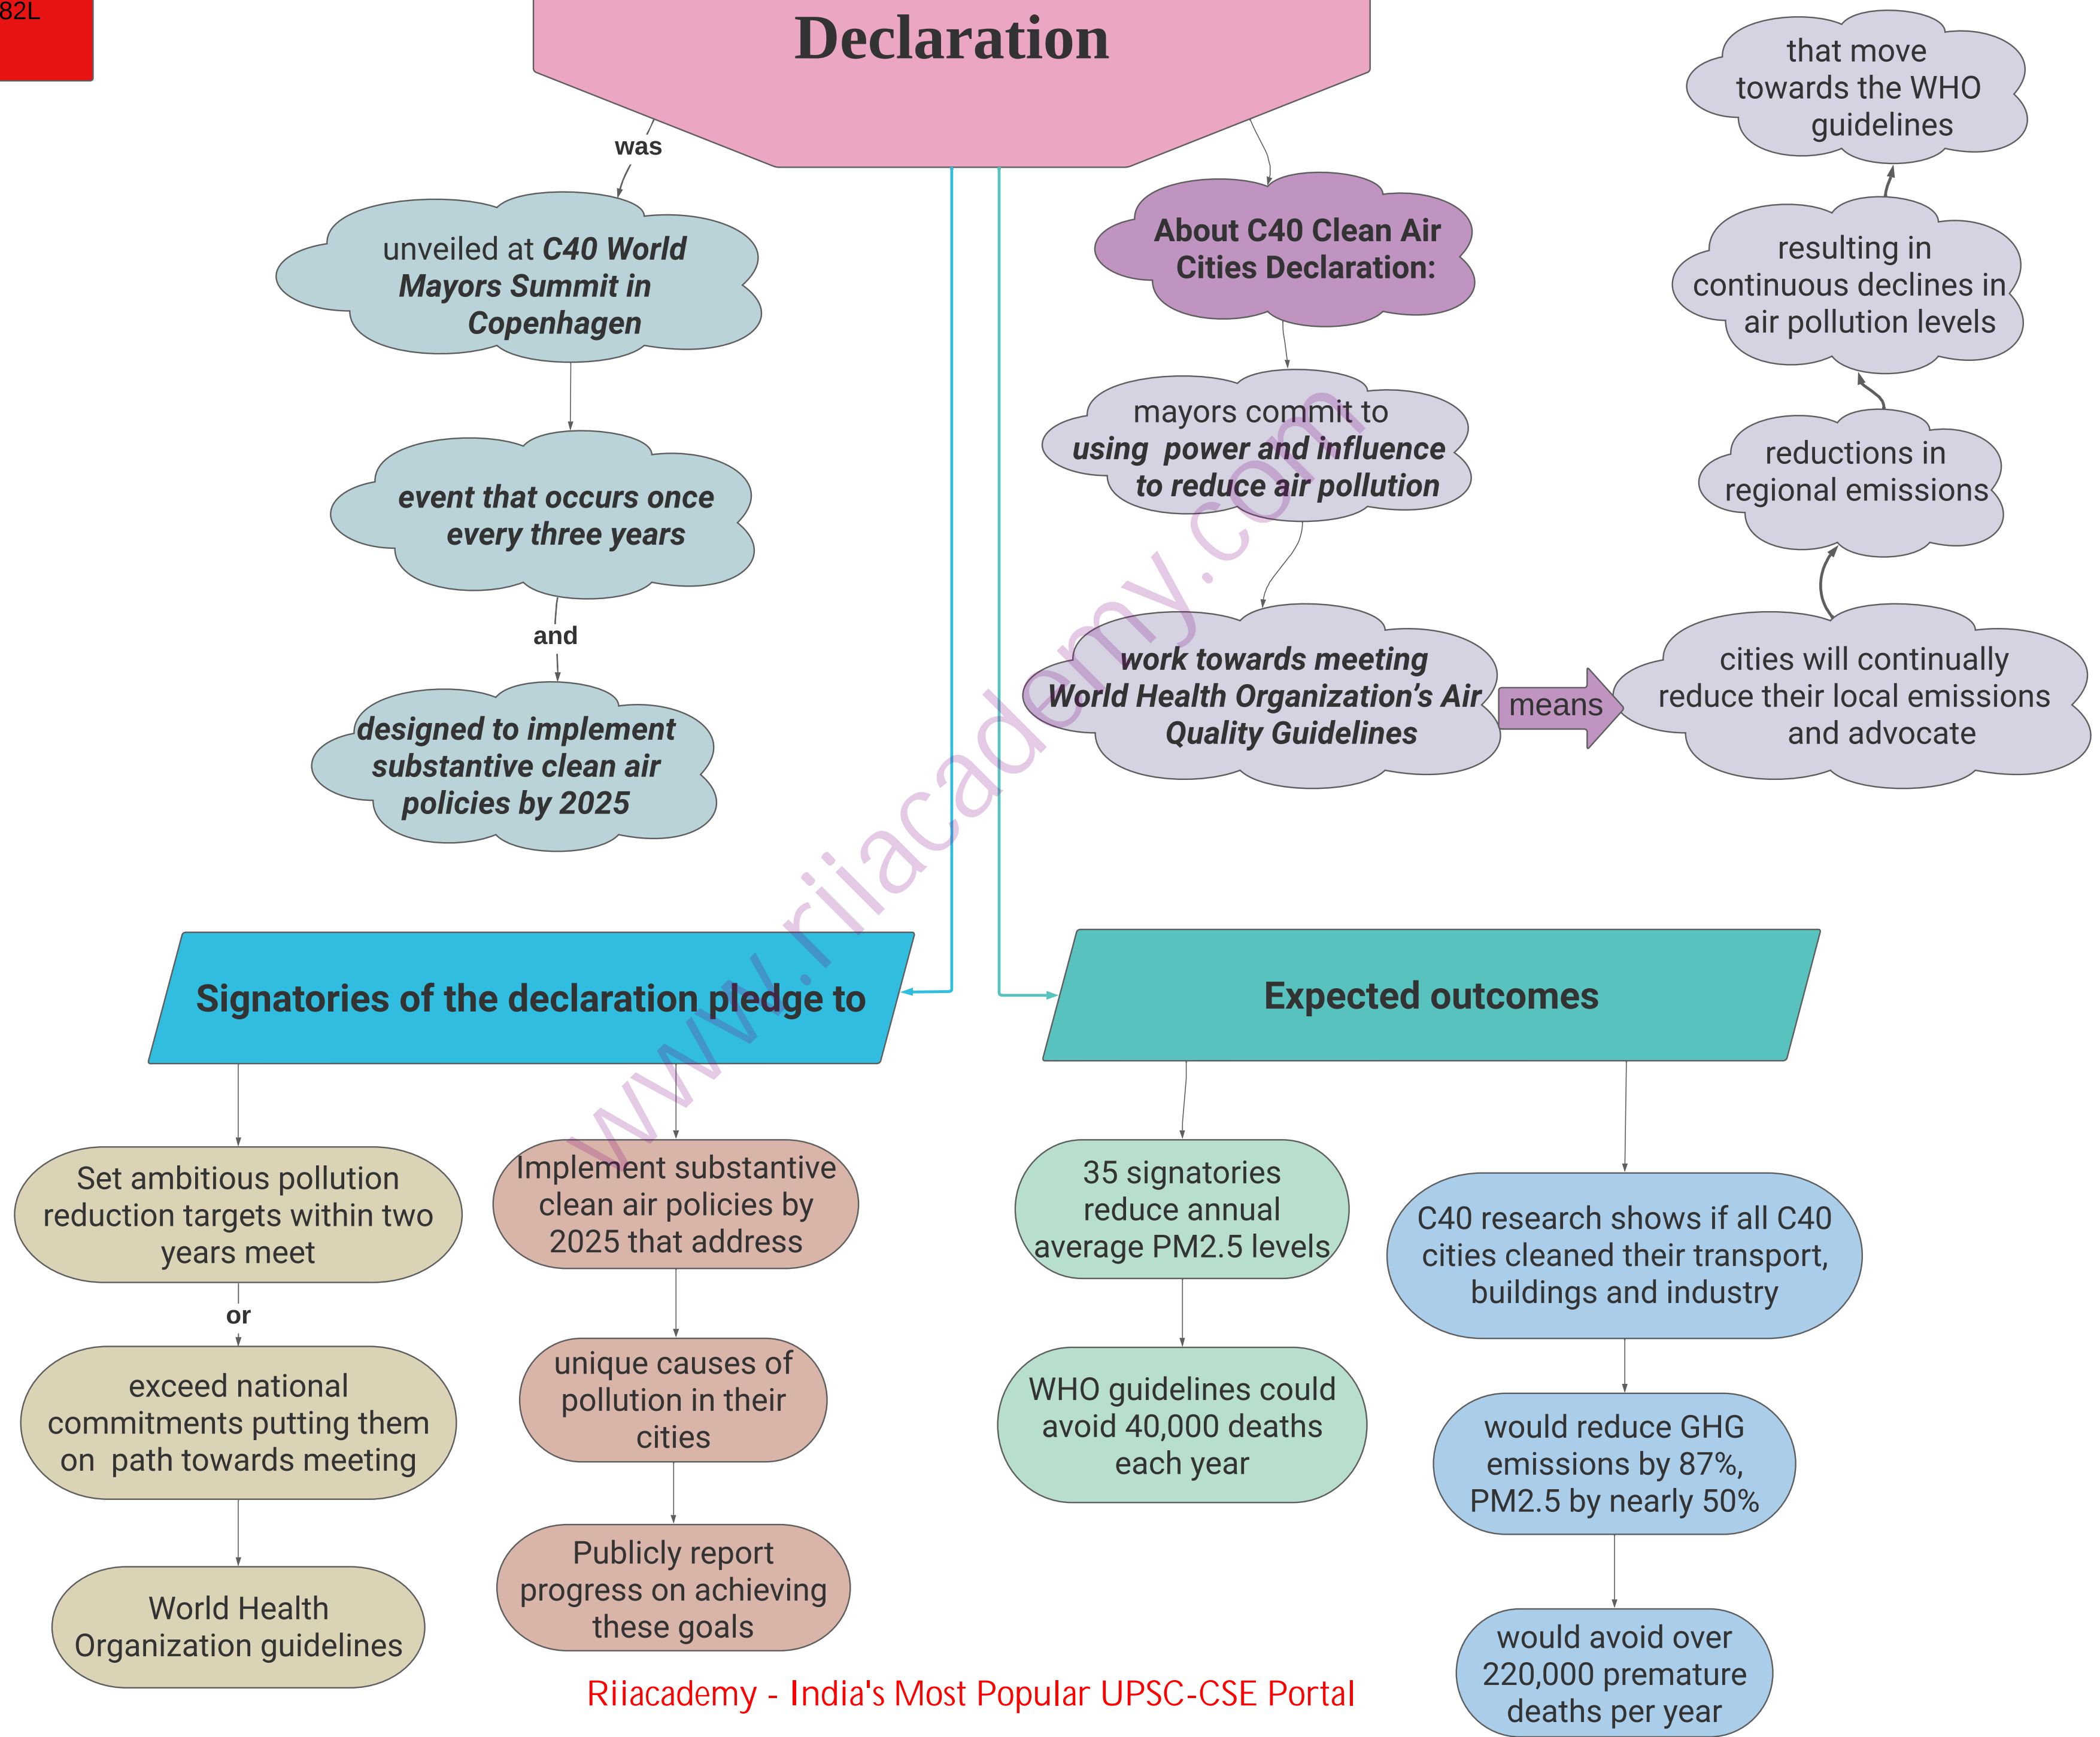 82L
Declaration
was
unveiled at C40 World
Mayors Summit in
Copenhagen
event that occurs once
every three years
and
designed to implement
substantive clean air
policies by 2025
About C40 Clean Air
Cities Declaration:
mayors commit to
using power and influence
to reduce air pollution
work towards meeting
World Health Organization’s Air
Quality Guidelines
means
cities will continually
reduce their local emissions
and advocate
reductions in
regional emissions
resulting in
continuous declines in
air pollution levels
that move
towards the WHO
guidelines
Signatories of the declaration pledge to
Set ambitious pollution
reduction targets within two
years meet
or
exceed national
commitments putting them
on path towards meeting
World Health
Organization guidelines
Implement substantive
clean air policies by
2025 that address
unique causes of
pollution in their
cities
Publicly report
progress on achieving
these goals
Expected outcomes
35 signatories
reduce annual
average PM2.5 levels
WHO guidelines could
avoid 40,000 deaths
each year
C40 research shows if all C40
cities cleaned their transport,
buildings and industry
would reduce GHG
emissions by 87%,
PM2.5 by nearly 50%
would avoid over
220,000 premature
deaths per year
www.riiacademy.com
Riiacademy - India's Most Popular UPSC-CSE Portal